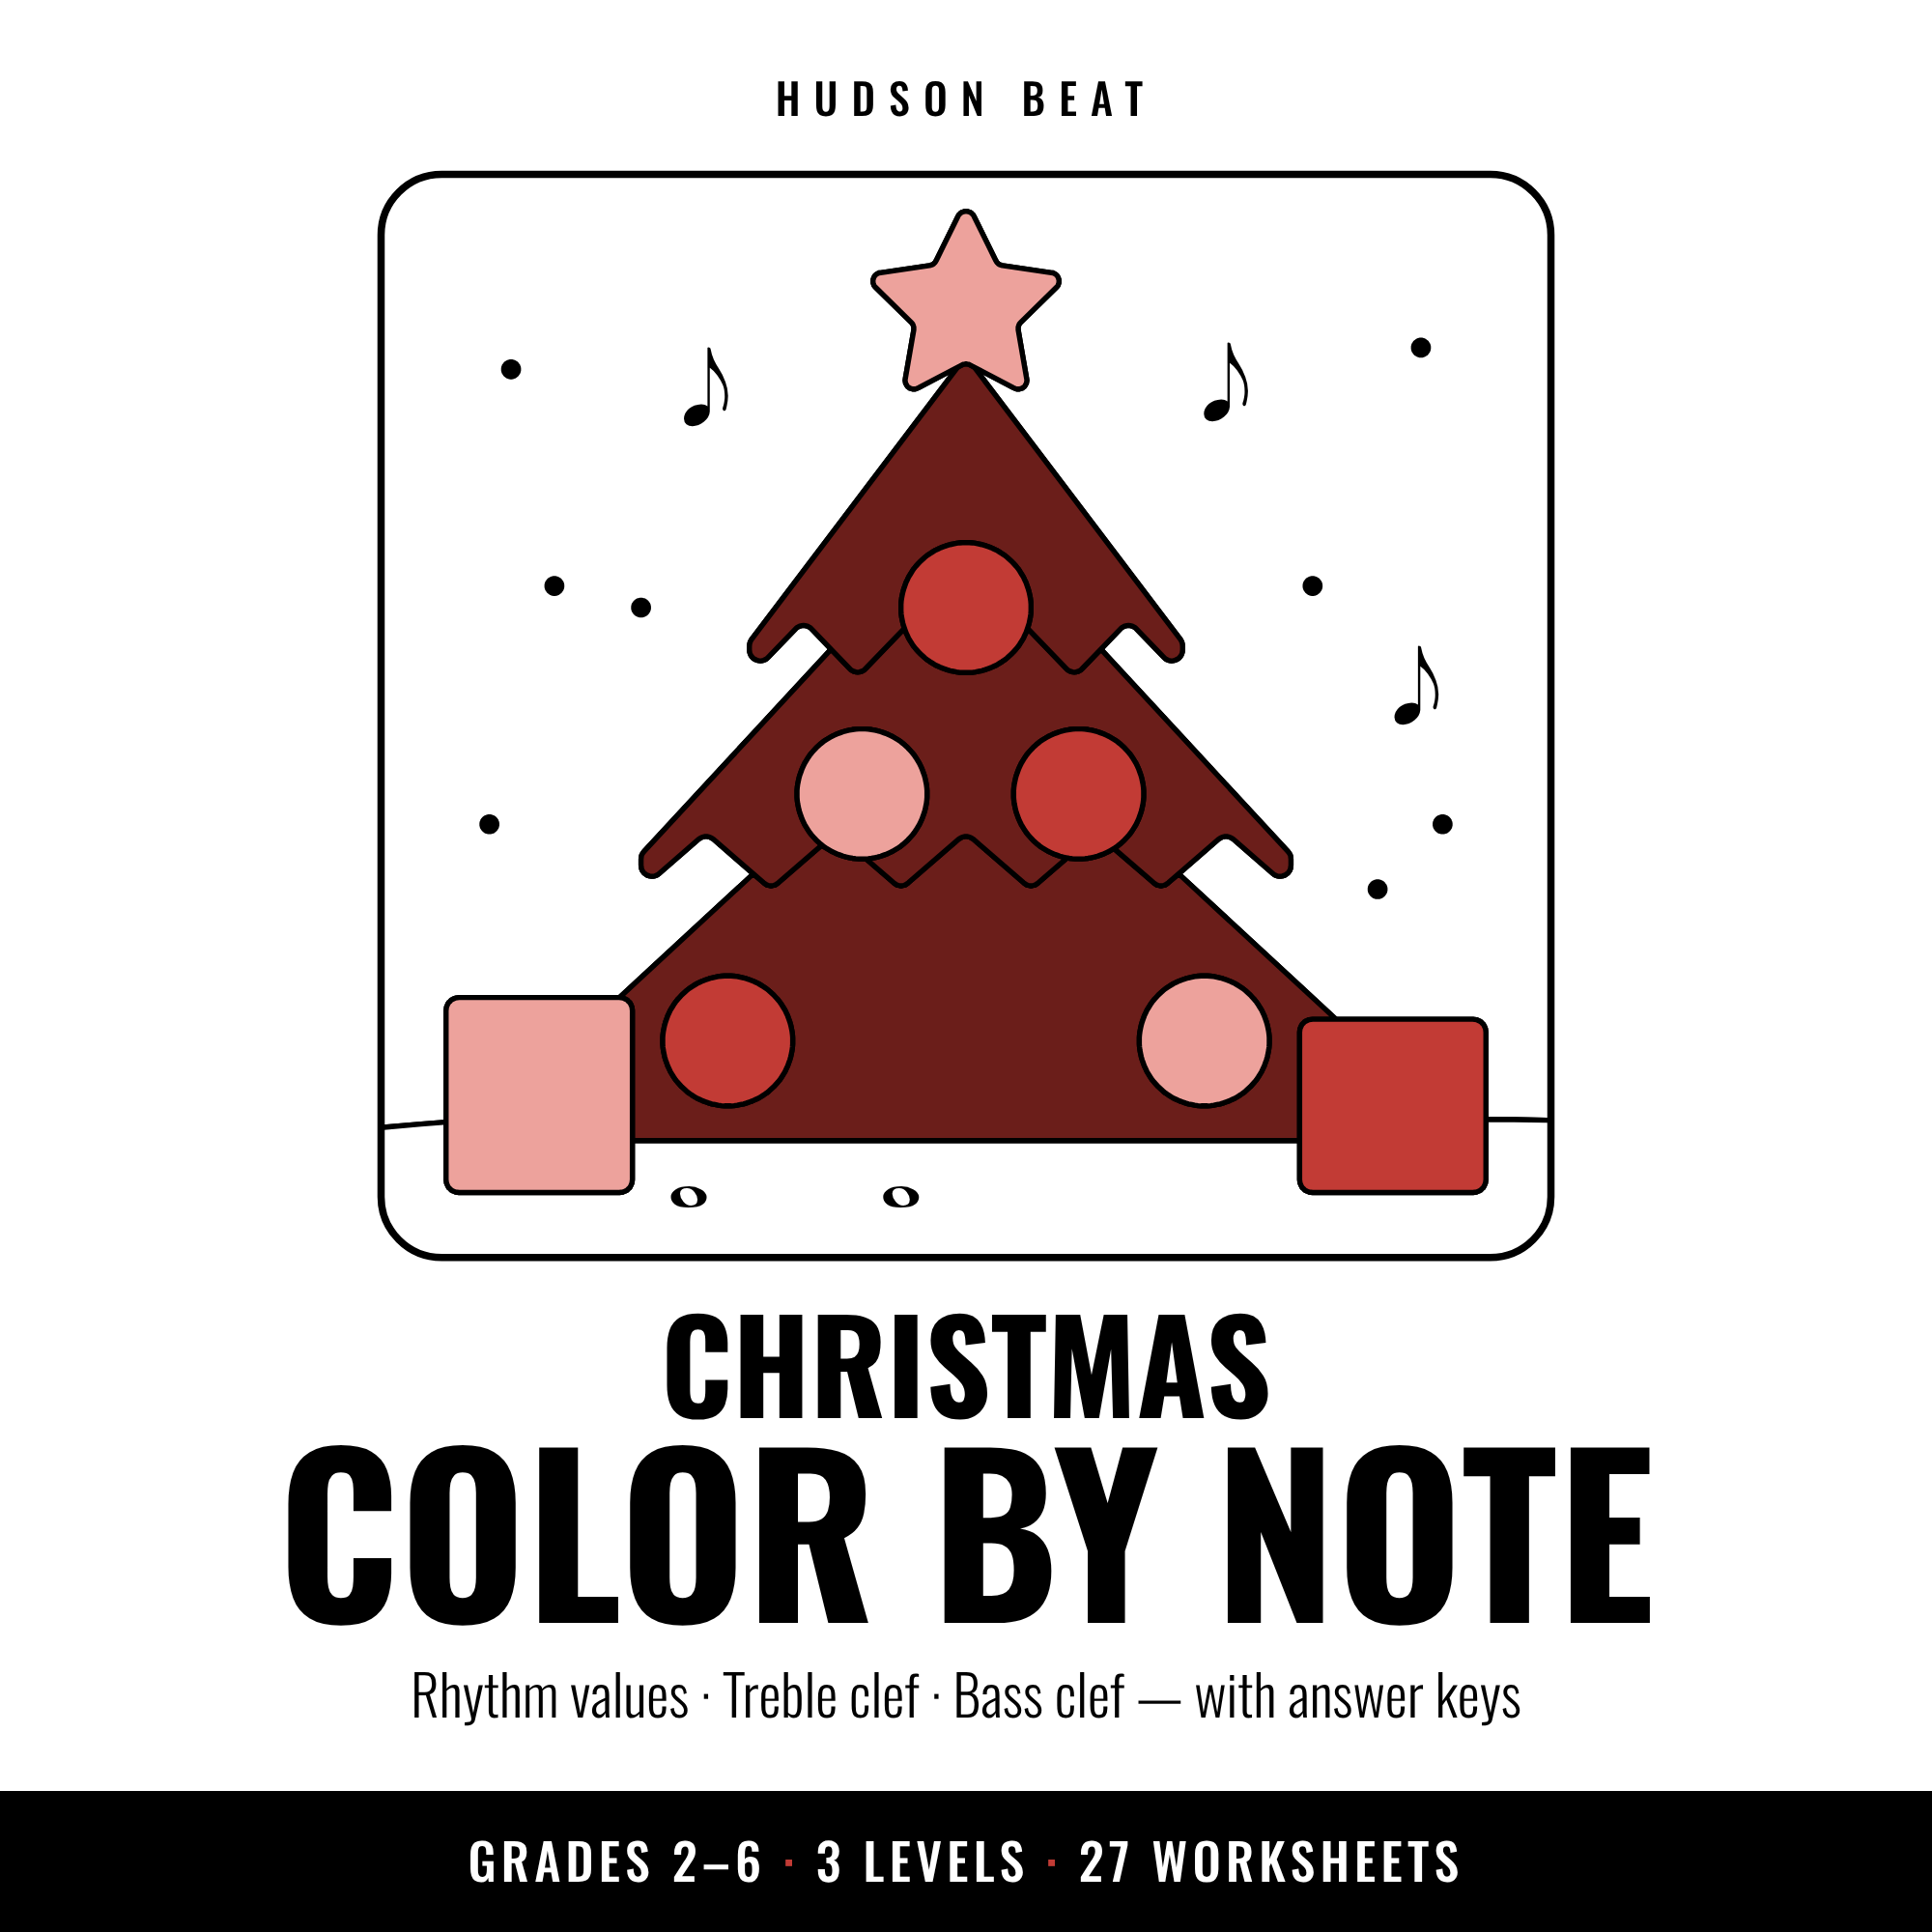 HUDSON BEAT
CHRISTMAS
COLOR BY NOTE
Rhythm values · Treble clef · Bass clef — with answer keys
GRADES 2–6 · 3 LEVELS · 27 WORKSHEETS